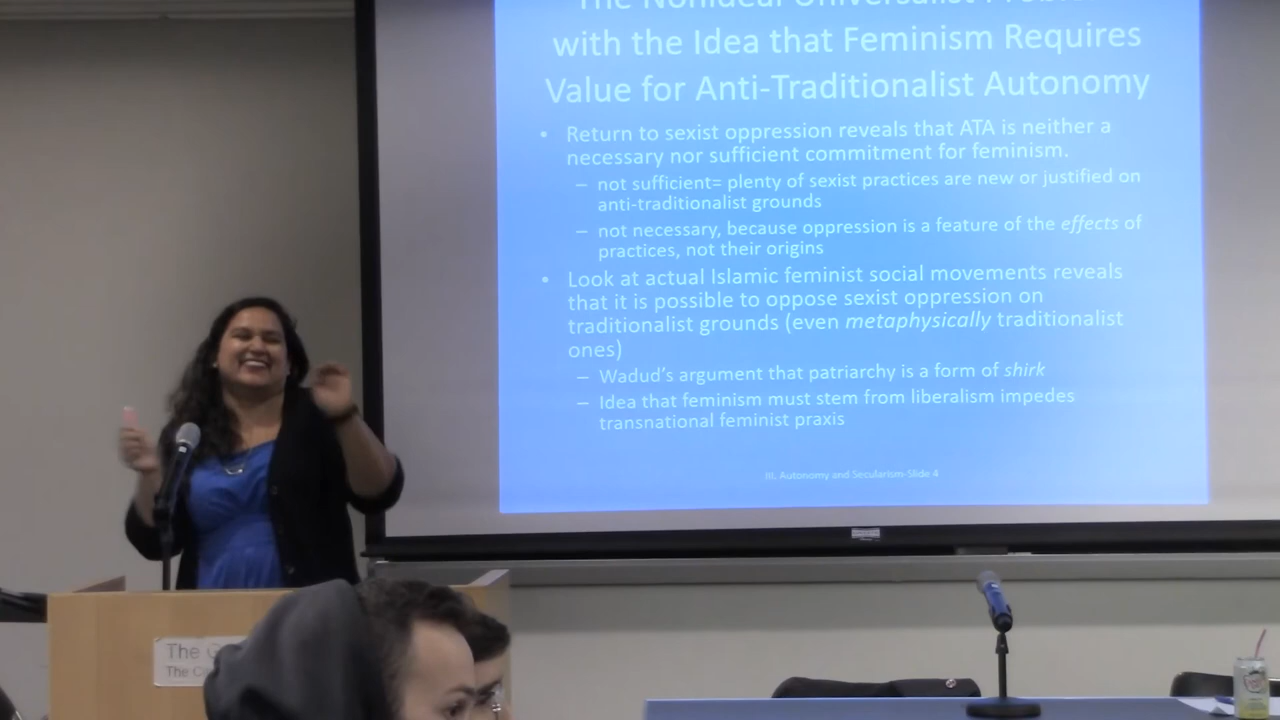 The Nonideal Universalist
with the Idea that Feminism Requires
Value for Anti-Traditionalist Autonomy
• Return to sexist oppression reveals that ATA is neither a
necessary nor sufficient commitment for feminism.
– not sufficient= plenty of sexist practices are new or justified on
anti-traditionalist grounds
– not necessary, because oppression is a feature of the effects of
practices, not their origins
• Look at actual Islamic feminist social movements reveals
that it is possible to oppose sexist oppression on
traditionalist grounds (even metaphysically traditionalist
ones)
– Wadud's argument that patriarchy is a form of shirk
– Idea that feminism must stem from liberalism impedes
transnational feminist praxis
III. Autonomy and Secularism-Slide 4
The
The